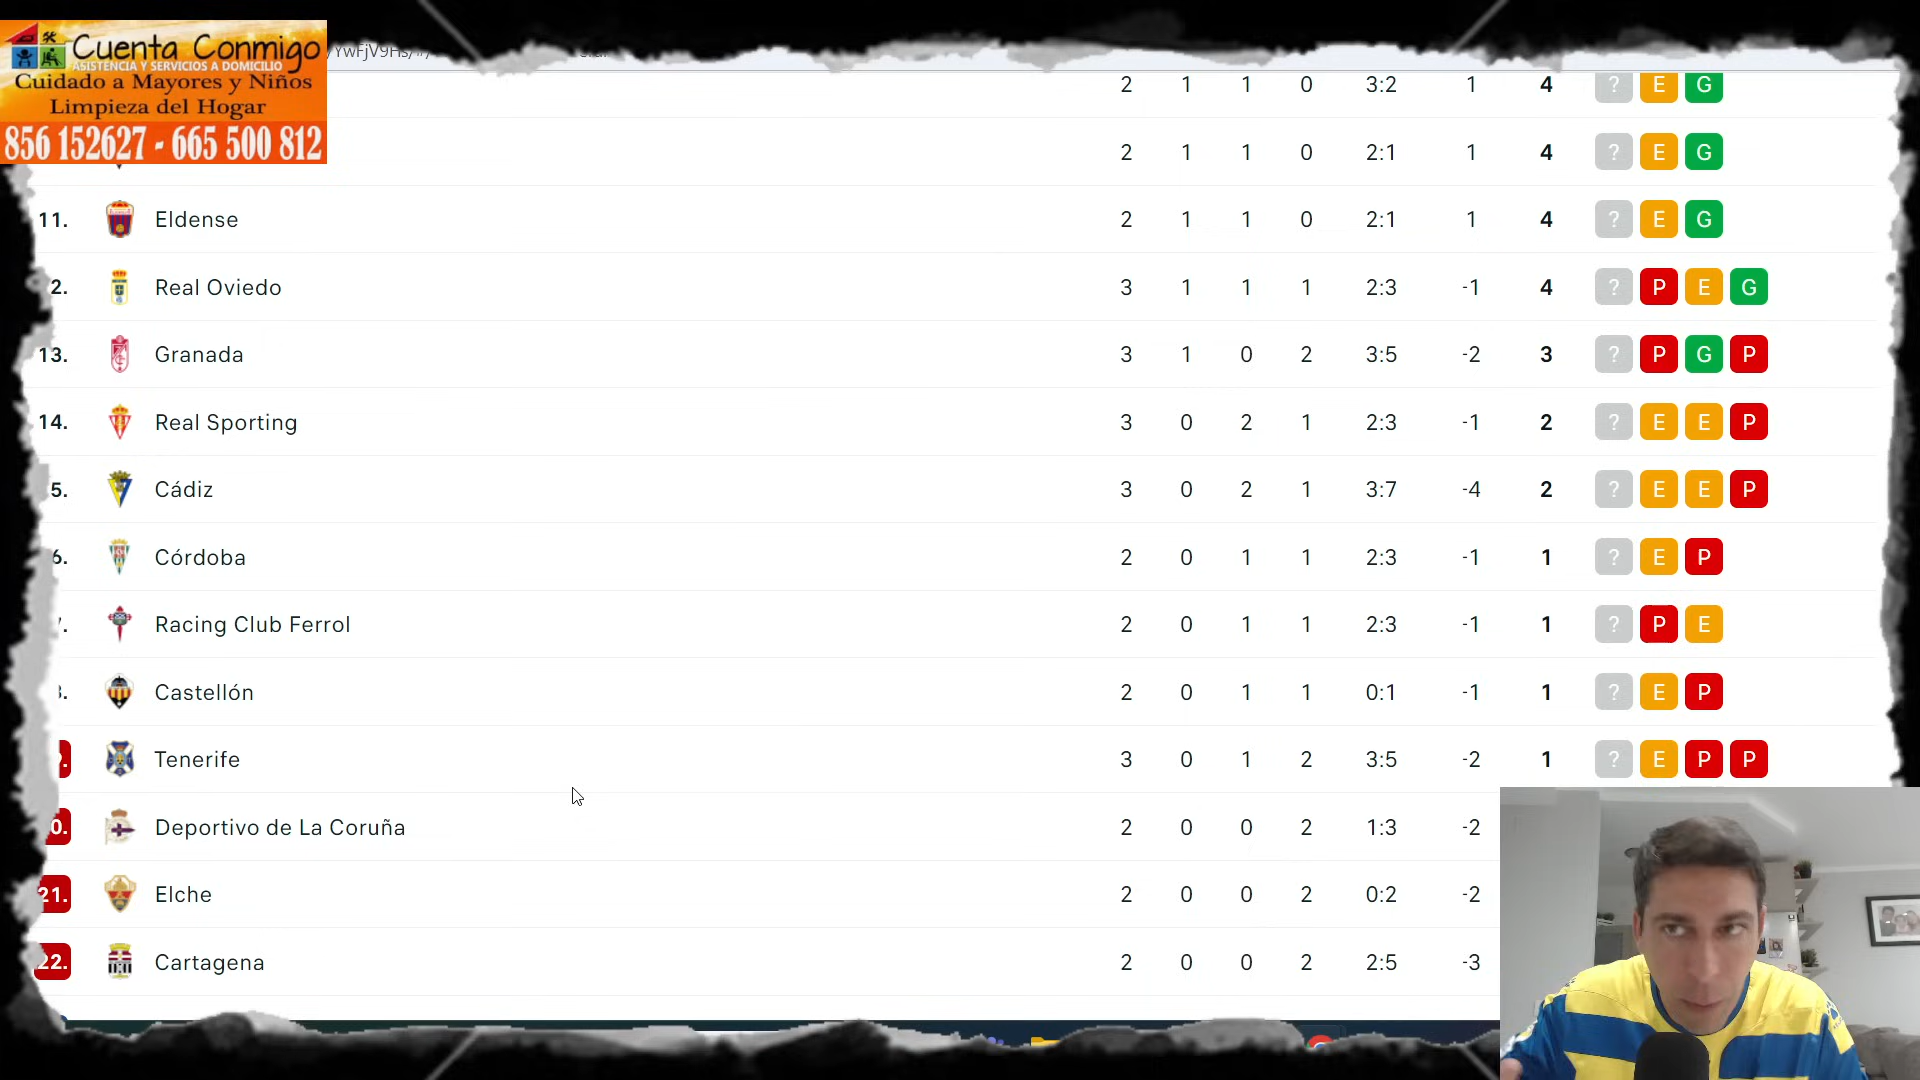 Cuenta Conmigo
ASISTENCIA Y SERVICIOS A DOMICILIO
Cuidado a Mayores y Niños
Limpieza del Hogar
856 152627 - 665 500 812
2 1 1 0 3:2 1 4 ? E G
2 1 1 0 2:1 1 4 ? E G
11. Eldense 2 1 1 0 2:1 1 4 ? E G
2. Real Oviedo 3 1 1 1 2:3 -1 4 ? P E G
13. Granada 3 1 0 2 3:5 -2 3 ? P G P
14. Real Sporting 3 0 2 1 2:3 -1 2 ? E E P
5. Cádiz 3 0 2 1 3:7 -4 2 ? E E P
6. Córdoba 2 0 1 1 2:3 -1 1 ? E P
Racing Club Ferrol 2 0 1 1 2:3 -1 1 ? P E
Castellón 2 0 1 1 0:1 -1 1 ? E P
Tenerife 3 0 1 2 3:5 -2 1 ? E P P
0. Deportivo de La Coruña 2 0 0 2 1:3 -2
21. Elche 2 0 0 2 0:2 -2
22. Cartagena 2 0 0 2 2:5 -3